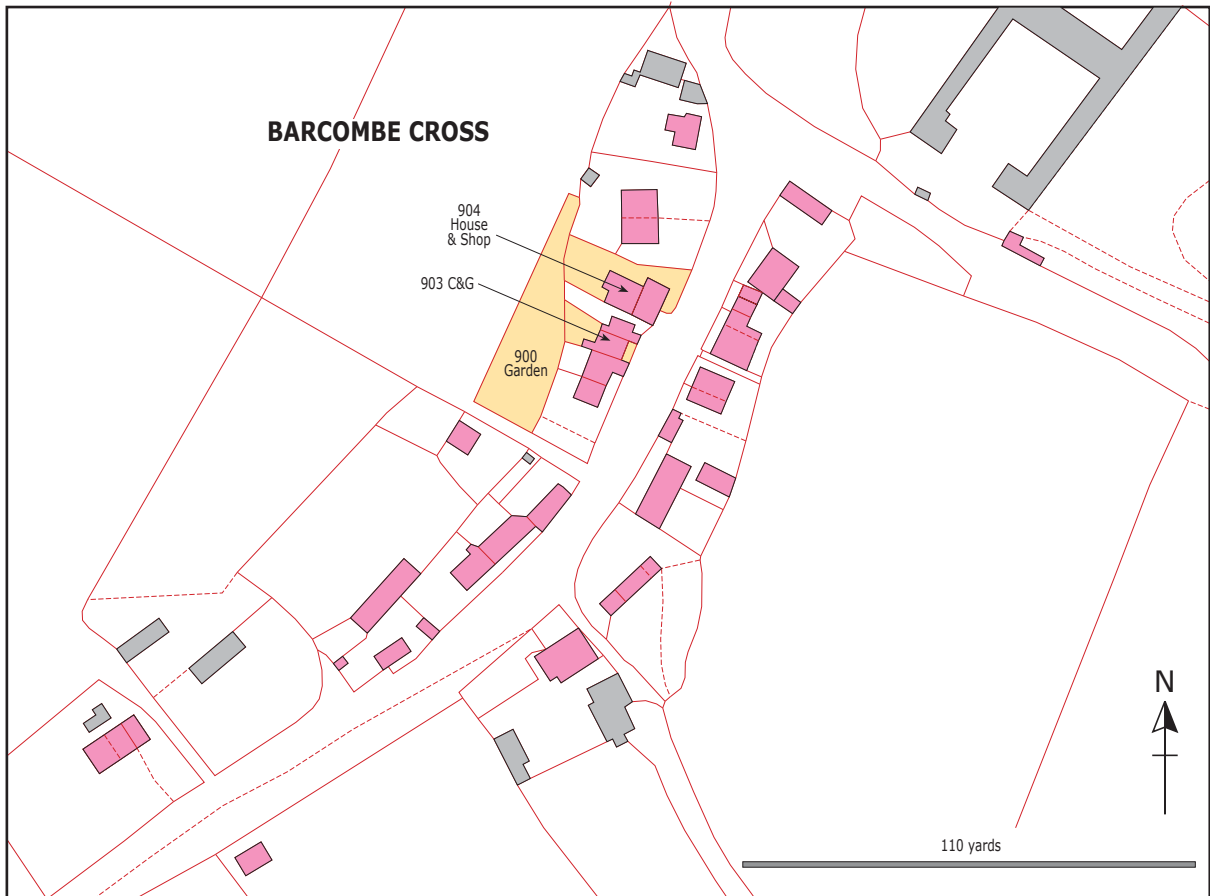 BARCOMBE CROSS
904
House
& Shop
903 C&G
900
Garden
N
110 yards